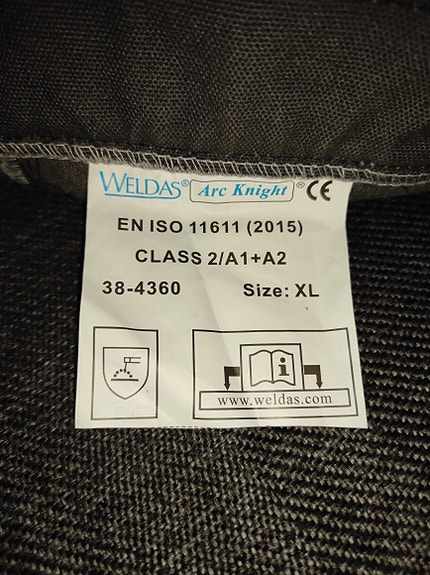 WELDAS® Arc Knight® CE
EN ISO 11611 (2015)
CLASS 2/A1+A2
38-4360 Size: XL
i
www.weldas.com